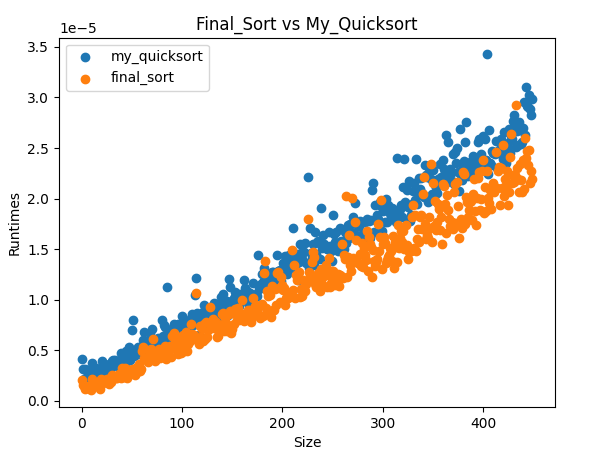 Final_Sort vs My_Quicksort
1e−5
my_quicksort
final_sort
3.5
3.0
2.5
2.0
1.5
1.0
0.5
0.0
Runtimes
0 100 200 300 400
Size